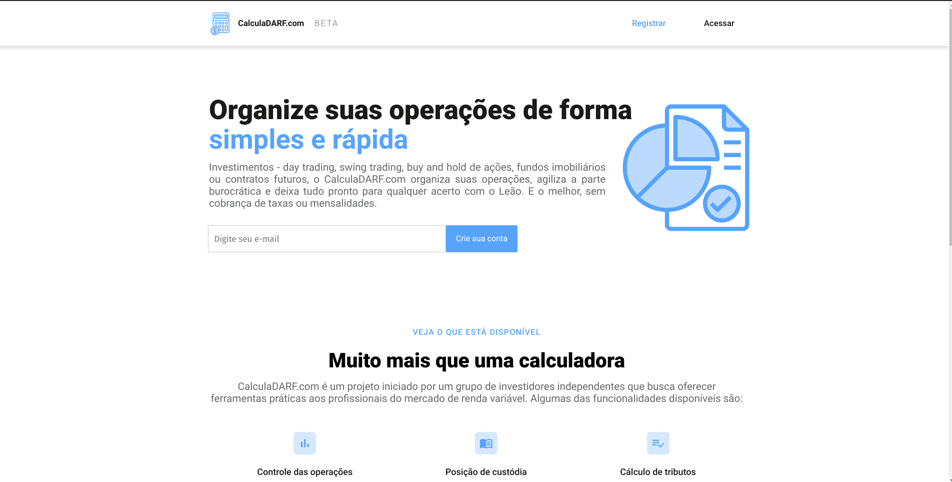 CalculaDARF.com BETA Registrar Acessar
Organize suas operações de forma
simples e rápida
Investimentos - day trading, swing trading, buy and hold de ações, fundos imobiliários
ou contratos futuros, o CalculaDARF.com organiza suas operações, agiliza a parte
burocrática e deixa tudo pronto para qualquer acerto com o Leão. E o melhor, sem
cobrança de taxas ou mensalidades.
Digite seu e-mail Crie sua conta
VEJA O QUE ESTÁ DISPONÍVEL
Muito mais que uma calculadora
CalculaDARF.com é um projeto iniciado por um grupo de investidores independentes que busca oferecer
ferramentas práticas aos profissionais do mercado de renda variável. Algumas das funcionalidades disponíveis são:
Controle das operações Posição de custódia Cálculo de tributos